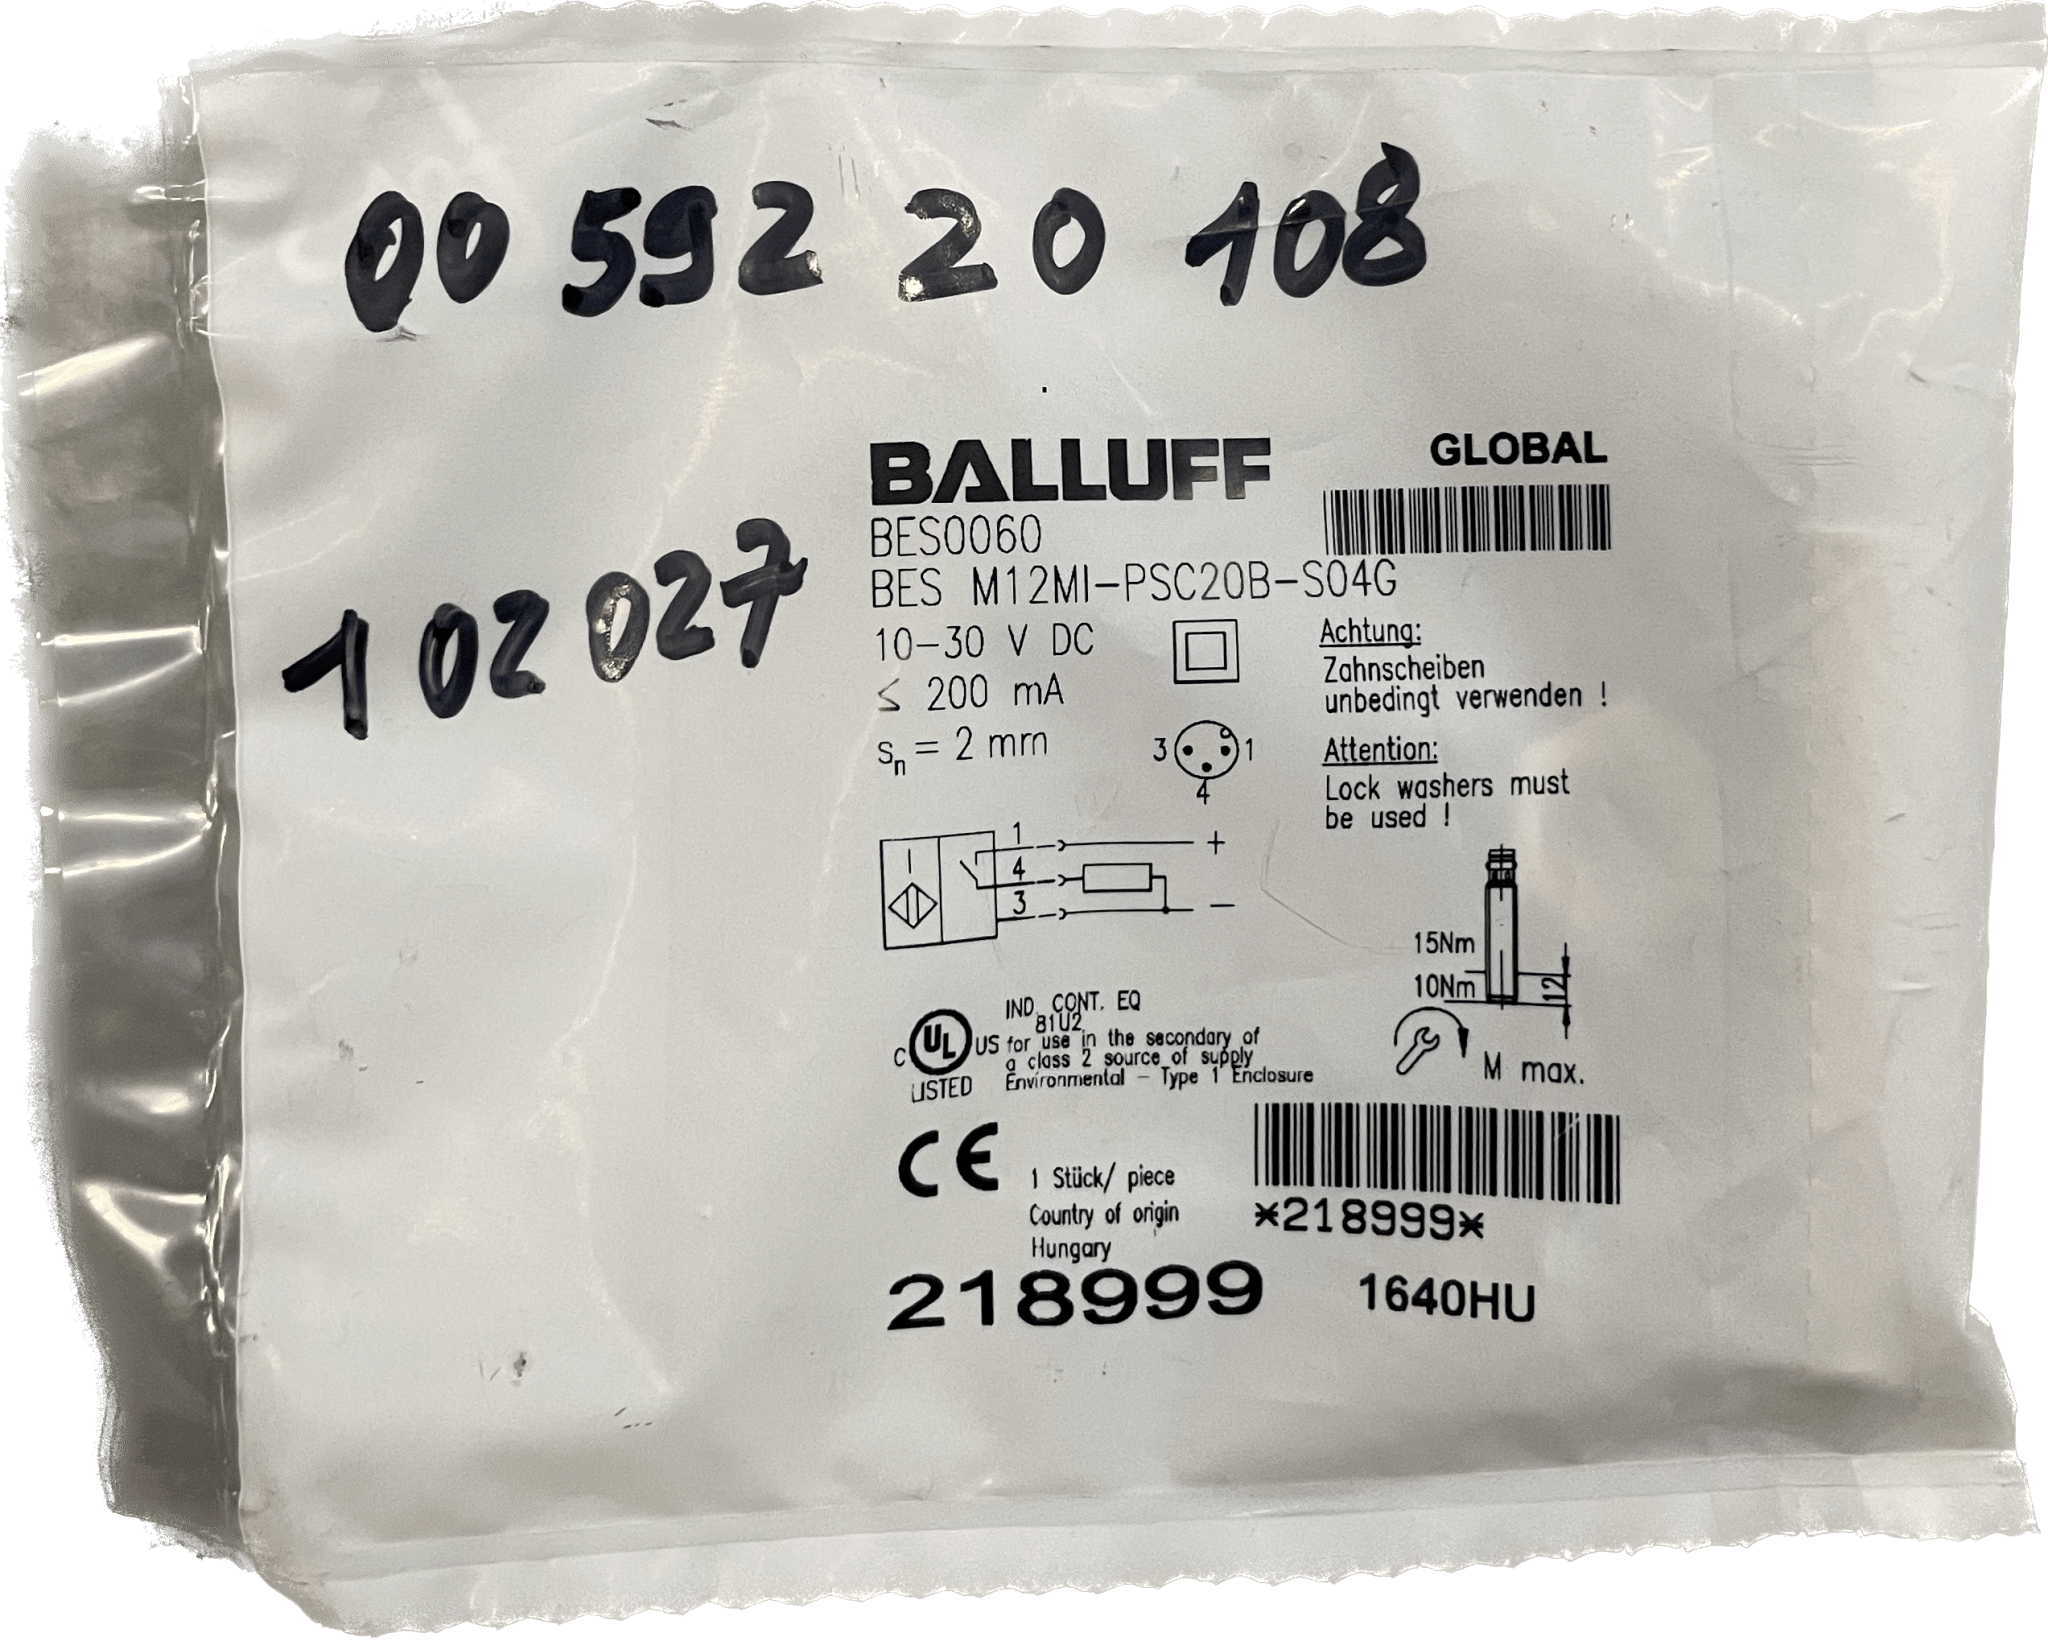 00 592 20 108
102027
BALLUFF
GLOBAL
BES0060
BES M12MI-PSC20B-S04G
10-30 V DC
≤ 200 mA
sn = 2 mm
3 1
4
Achtung:
Zahnscheiben
unbedingt verwenden !
Attention:
Lock washers must
be used !
1 +
4
3 −
15Nm
10Nm
12
M max.
C UL US
LISTED
IND. CONT. EQ
81U2
for use in the secondary of
a class 2 source of supply
Environmental - Type 1 Enclosure
CE
1 Stück/ piece
Country of origin
Hungary
*218999*
218999
1640HU